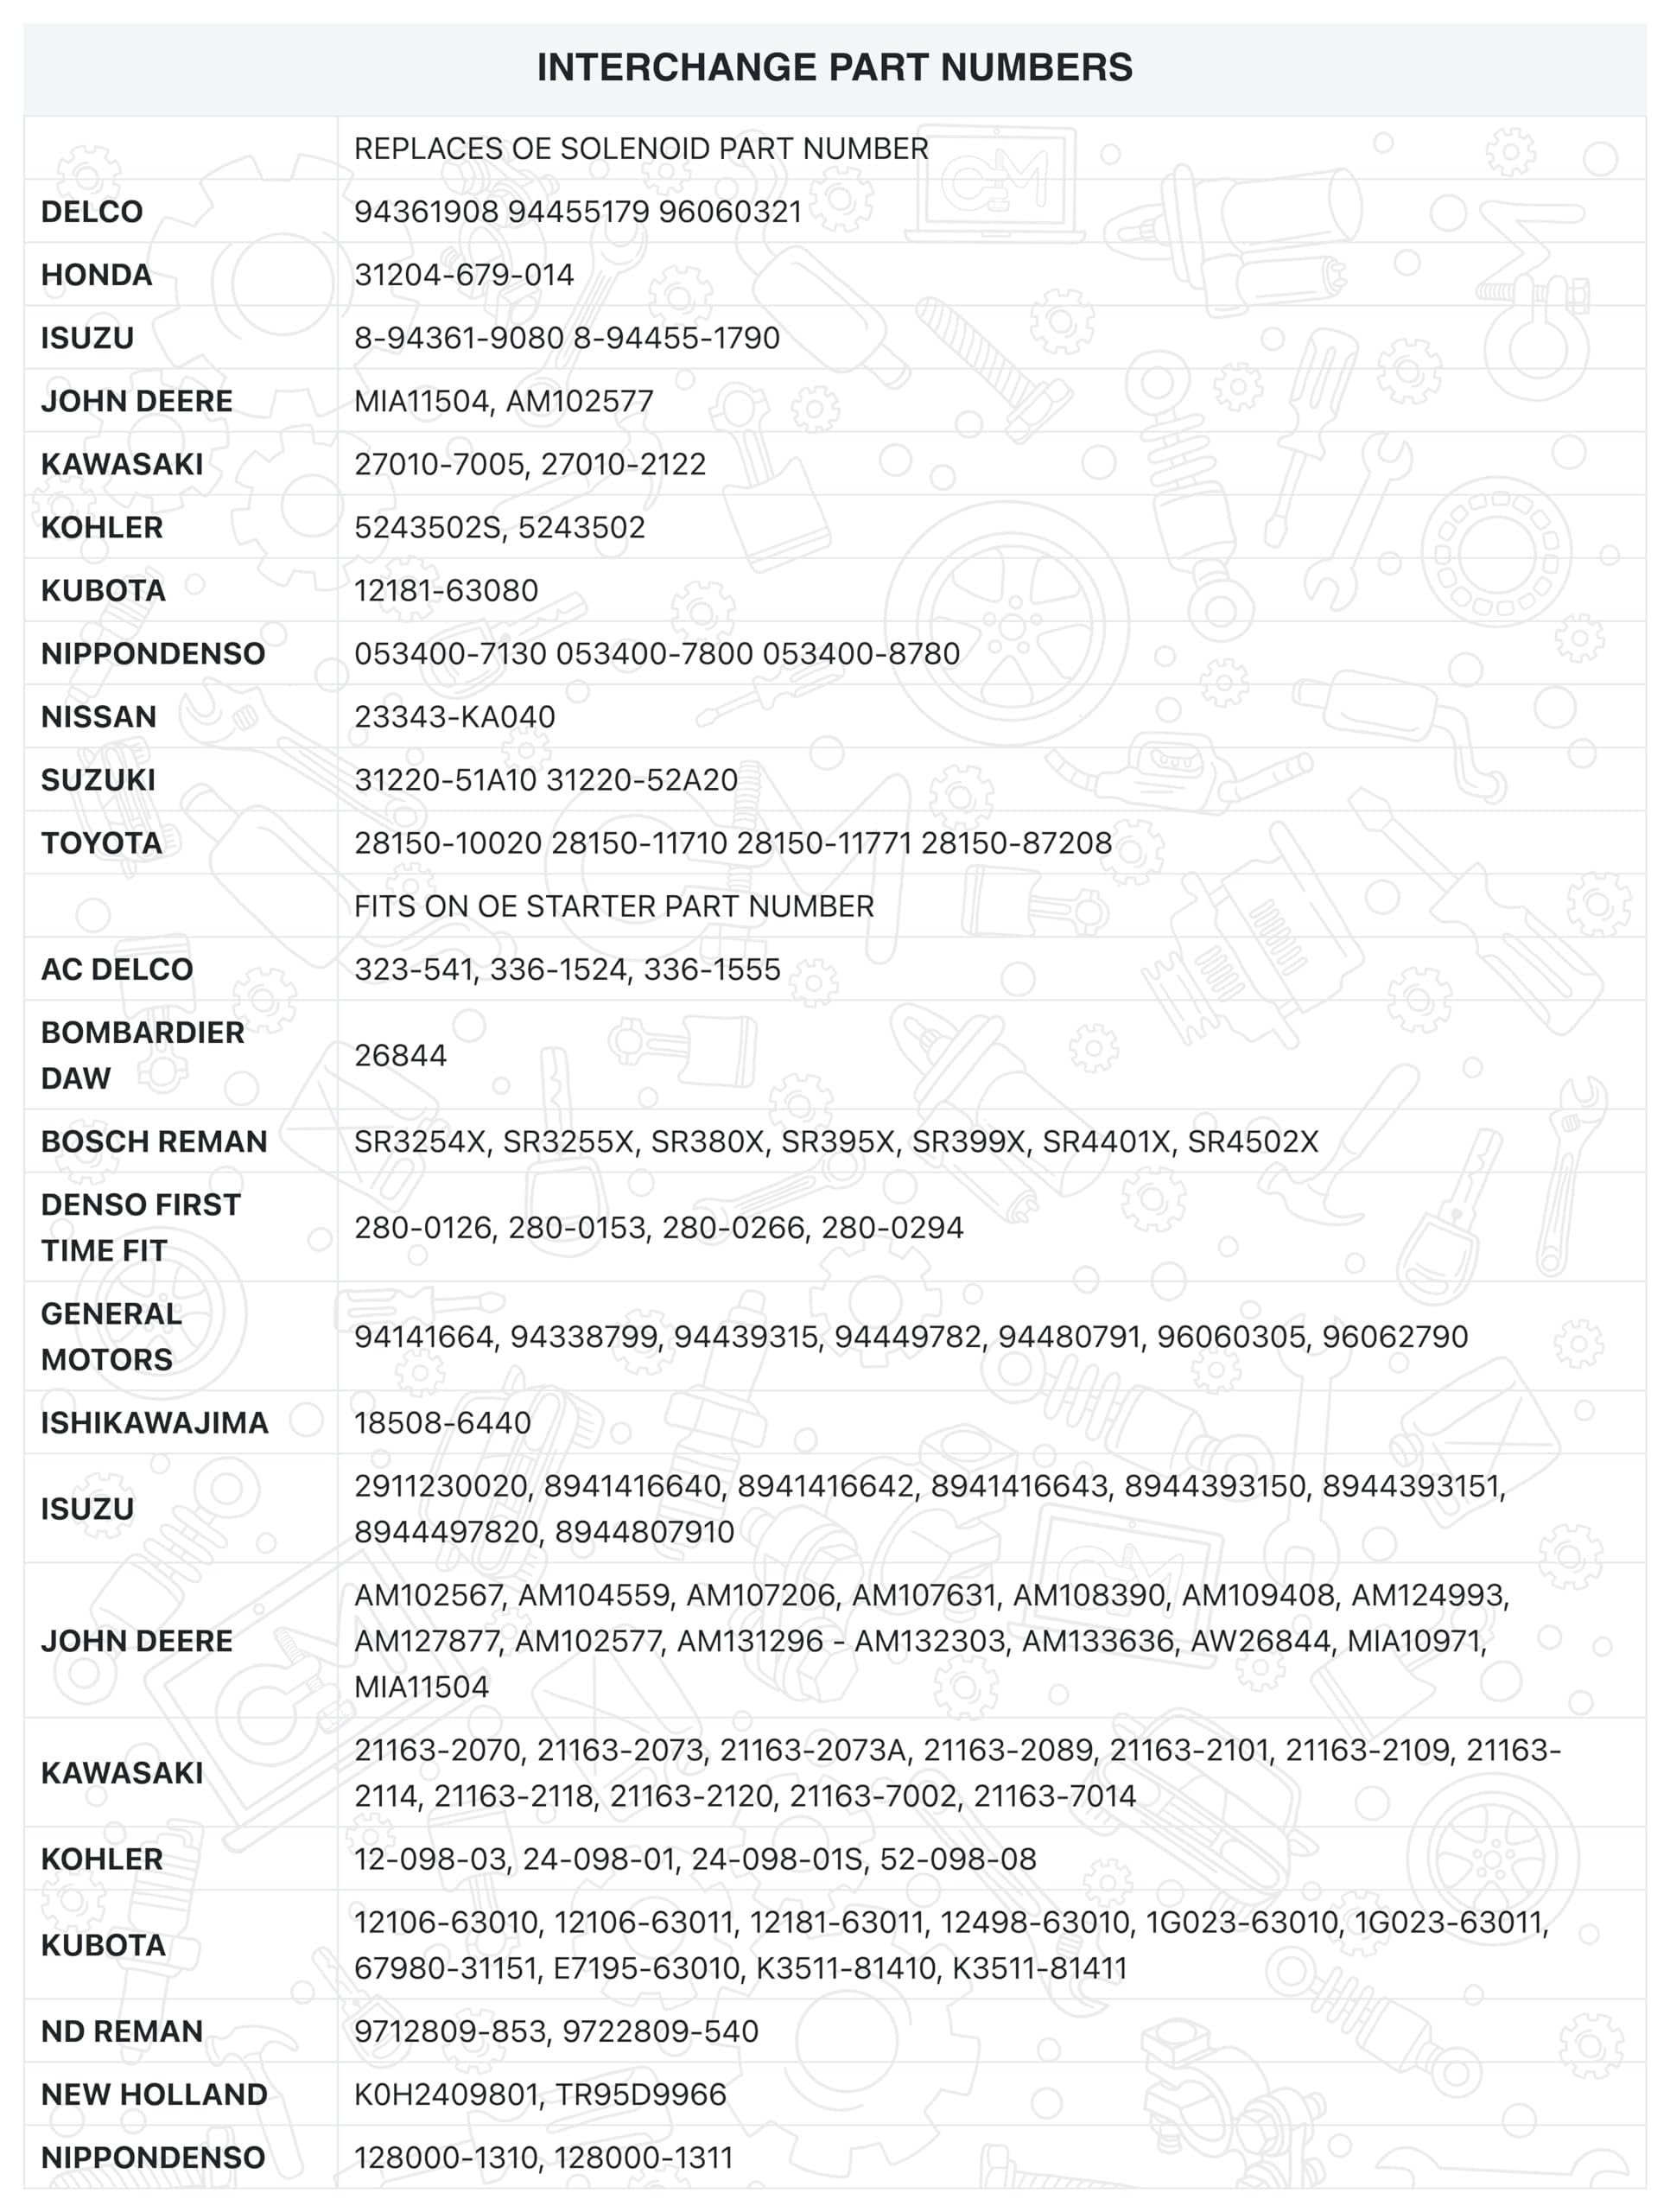 INTERCHANGE PART NUMBERS
REPLACES OE SOLENOID PART NUMBER
DELCO 94361908 94455179 96060321
HONDA 31204-679-014
ISUZU 8-94361-9080 8-94455-1790
JOHN DEERE MIA11504, AM102577
KAWASAKI 27010-7005, 27010-2122
KOHLER 5243502S, 5243502
KUBOTA 12181-63080
NIPPONDENSO 053400-7130 053400-7800 053400-8780
NISSAN 23343-KA040
SUZUKI 31220-51A10 31220-52A20
TOYOTA 28150-10020 28150-11710 28150-11771 28150-87208
FITS ON OE STARTER PART NUMBER
AC DELCO 323-541, 336-1524, 336-1555
BOMBARDIER
DAW
26844
BOSCH REMAN SR3254X, SR3255X, SR380X, SR395X, SR399X, SR4401X, SR4502X
DENSO FIRST
TIME FIT
280-0126, 280-0153, 280-0266, 280-0294
GENERAL
MOTORS
94141664, 94338799, 94439315, 94449782, 94480791, 96060305, 96062790
ISHIKAWAJIMA 18508-6440
ISUZU
2911230020, 8941416640, 8941416642, 8941416643, 8944393150, 8944393151,
8944497820, 8944807910
JOHN DEERE
AM102567, AM104559, AM107206, AM107631, AM108390, AM109408, AM124993,
AM127877, AM102577, AM131296 - AM132303, AM133636, AW26844, MIA10971,
MIA11504
KAWASAKI
21163-2070, 21163-2073, 21163-2073A, 21163-2089, 21163-2101, 21163-2109, 21163-
2114, 21163-2118, 21163-2120, 21163-7002, 21163-7014
KOHLER 12-098-03, 24-098-01, 24-098-01S, 52-098-08
KUBOTA
12106-63010, 12106-63011, 12181-63011, 12498-63010, 1G023-63010, 1G023-63011,
67980-31151, E7195-63010, K3511-81410, K3511-81411
ND REMAN 9712809-853, 9722809-540
NEW HOLLAND K0H2409801, TR95D9966
NIPPONDENSO 128000-1310, 128000-1311